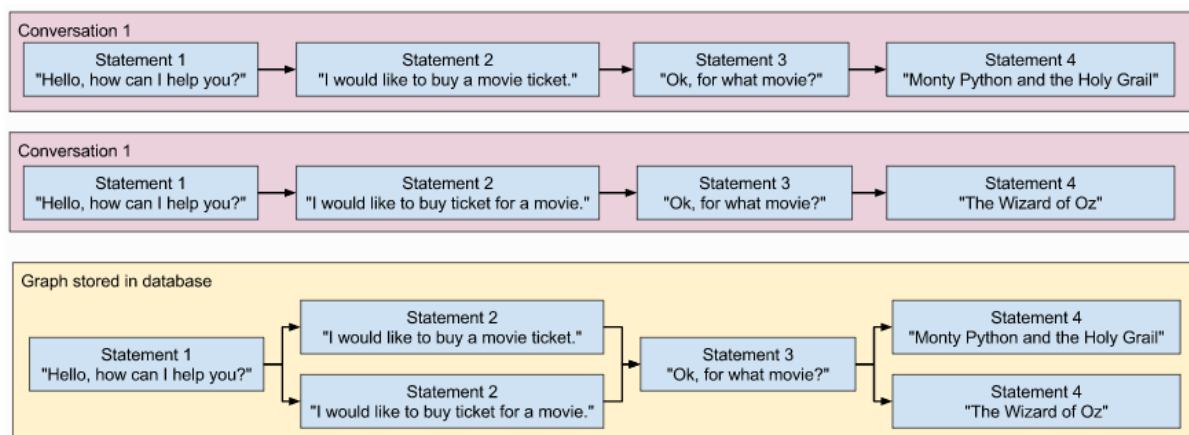 Conversation 1
Statement 1
"Hello, how can I help you?"
Statement 2
"I would like to buy a movie ticket."
Statement 3
"Ok, for what movie?"
Statement 4
"Monty Python and the Holy Grail"
Conversation 1
Statement 1
"Hello, how can I help you?"
Statement 2
"I would like to buy ticket for a movie."
Statement 3
"Ok, for what movie?"
Statement 4
"The Wizard of Oz"
Graph stored in database
Statement 1
"Hello, how can I help you?"
Statement 2
"I would like to buy a movie ticket."
Statement 2
"I would like to buy ticket for a movie."
Statement 3
"Ok, for what movie?"
Statement 4
"Monty Python and the Holy Grail"
Statement 4
"The Wizard of Oz"